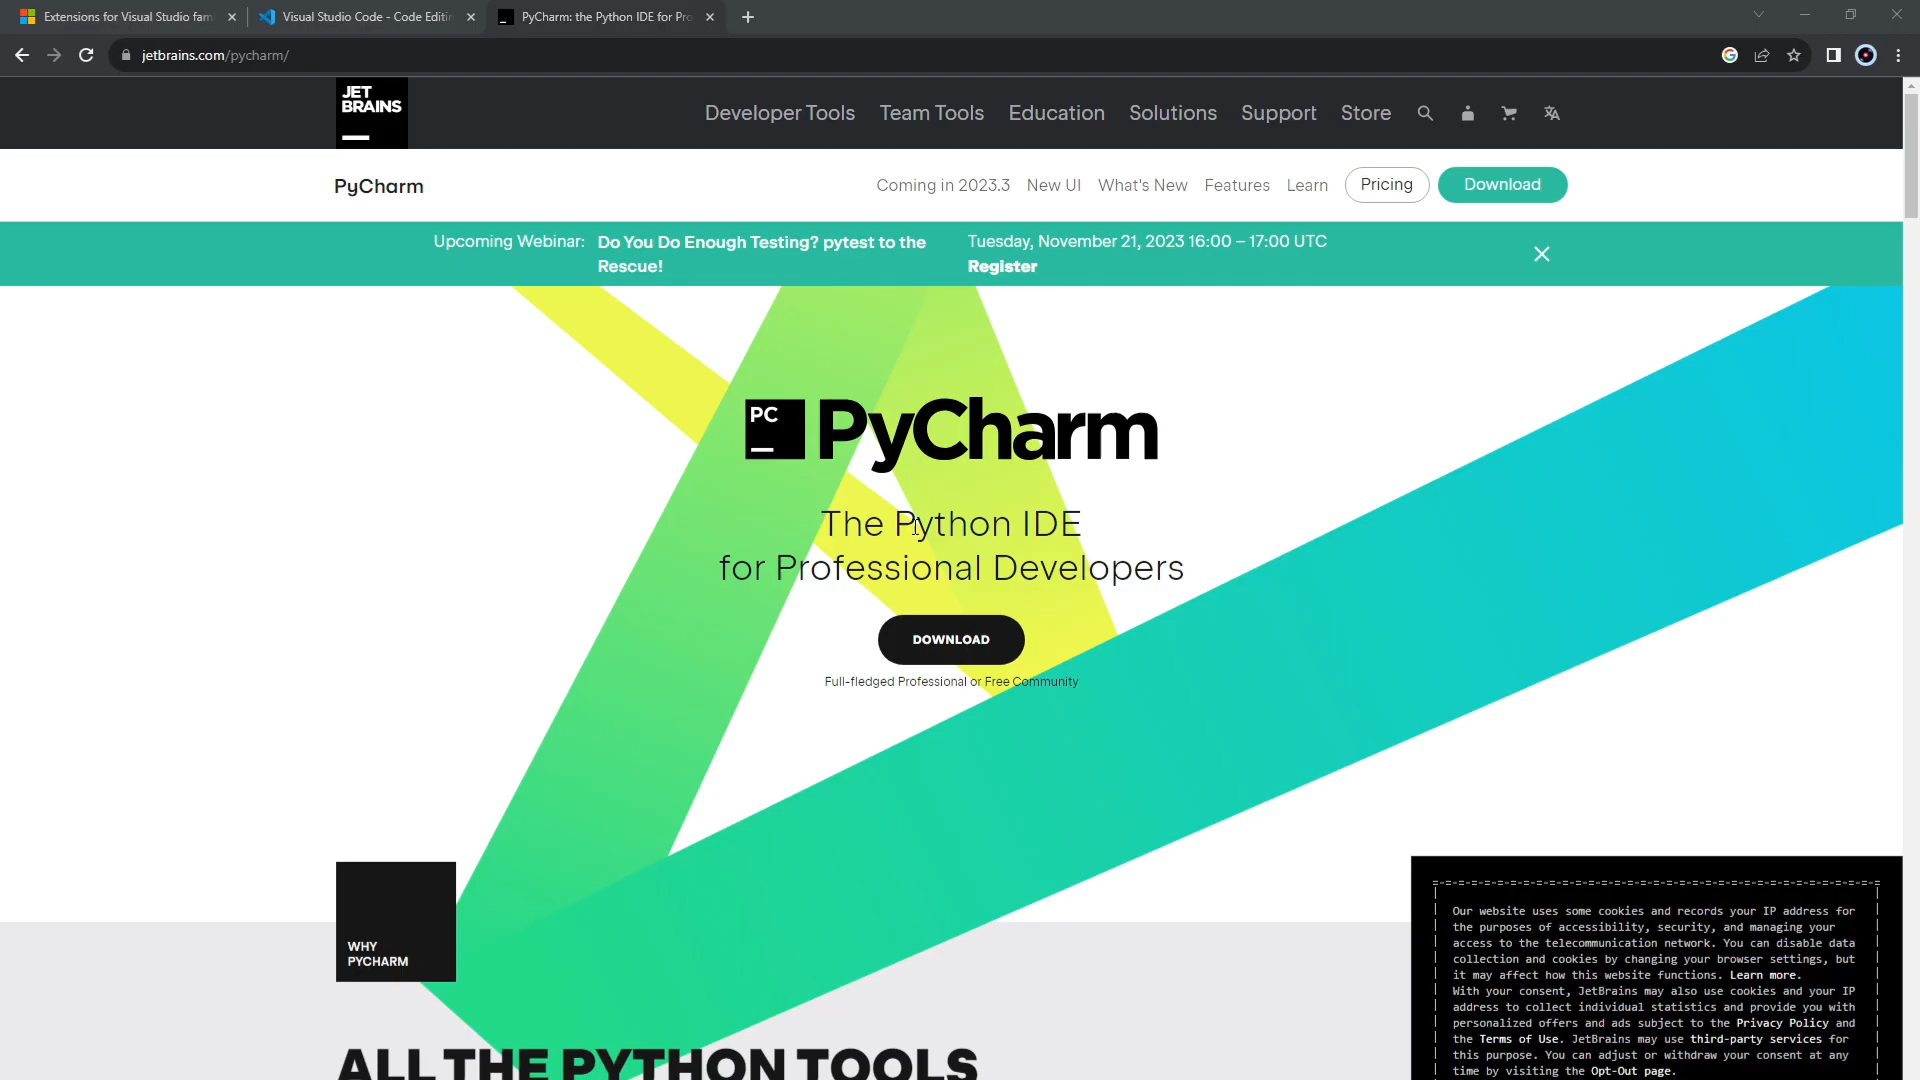 Extensions for Visual Studio fam
Visual Studio Code - Code Editin
PyCharm: the Python IDE for Pro
jetbrains.com/pycharm/
JET
BRAINS
Developer Tools
Team Tools
Education
Solutions
Support
Store
PyCharm
Coming in 2023.3
New UI
What's New
Features
Learn
Pricing
Download
Upcoming Webinar:
Do You Do Enough Testing? pytest to the
Rescue!
Tuesday, November 21, 2023 16:00 – 17:00 UTC
Register
PC
PyCharm
The Python IDE
for Professional Developers
DOWNLOAD
Full-fledged Professional or Free Community
WHY
PYCHARM
ALL THE PYTHON TOOLS
Our website uses some cookies and records your IP address for
the purposes of accessibility, security, and managing your
access to the telecommunication network. You can disable data
collection and cookies by changing your browser settings, but
it may affect how this website functions. Learn more.
With your consent, JetBrains may also use cookies and your IP
address to collect individual statistics and provide you with
personalized offers and ads subject to the Privacy Policy and
the Terms of Use. JetBrains may use third-party services for
this purpose. You can adjust or withdraw your consent at any
time by visiting the Opt-Out page.